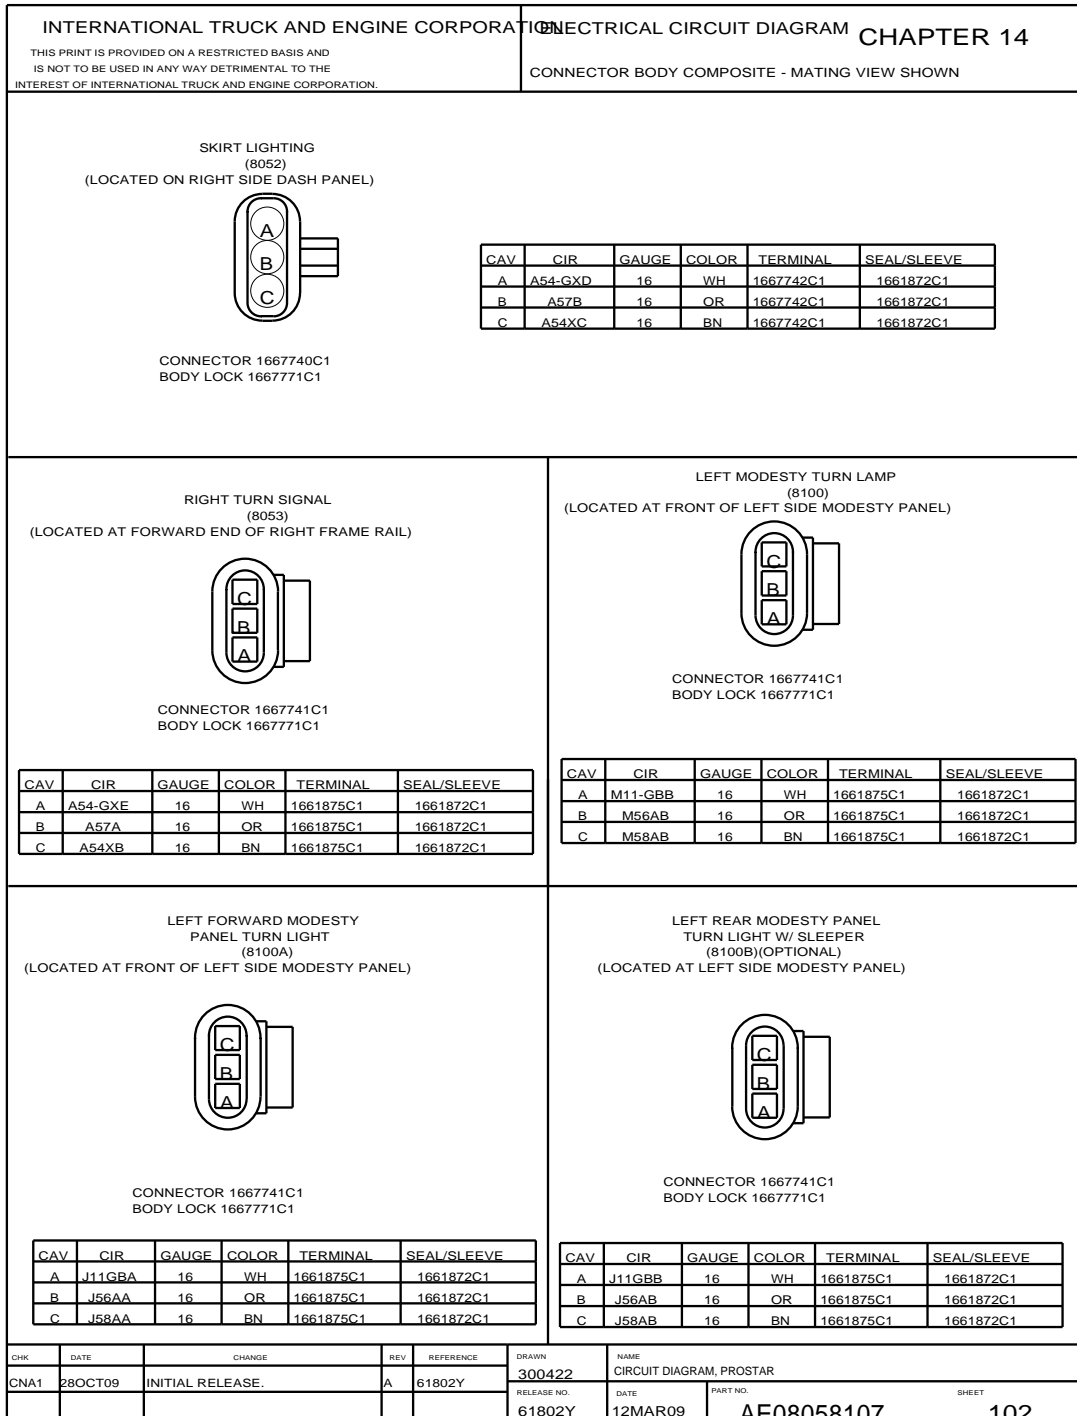 INTERNATIONAL TRUCK AND ENGINE CORPORATION
THIS PRINT IS PROVIDED ON A RESTRICTED BASIS AND
IS NOT TO BE USED IN ANY WAY DETRIMENTAL TO THE
INTEREST OF INTERNATIONAL TRUCK AND ENGINE CORPORATION.
ELECTRICAL CIRCUIT DIAGRAM CHAPTER 14
CONNECTOR BODY COMPOSITE - MATING VIEW SHOWN
SKIRT LIGHTING
(8052)
(LOCATED ON RIGHT SIDE DASH PANEL)
A
B
C
CONNECTOR 1667740C1
BODY LOCK 1667771C1
CAV CIR GAUGE COLOR TERMINAL SEAL/SLEEVE
A A54-GXD 16 WH 1667742C1 1661872C1
B A57B 16 OR 1667742C1 1661872C1
C A54XC 16 BN 1667742C1 1661872C1
RIGHT TURN SIGNAL
(8053)
(LOCATED AT FORWARD END OF RIGHT FRAME RAIL)
C
B
A
CONNECTOR 1667741C1
BODY LOCK 1667771C1
CAV CIR GAUGE COLOR TERMINAL SEAL/SLEEVE
A A54-GXE 16 WH 1661875C1 1661872C1
B A57A 16 OR 1661875C1 1661872C1
C A54XB 16 BN 1661875C1 1661872C1
LEFT MODESTY TURN LAMP
(8100)
(LOCATED AT FRONT OF LEFT SIDE MODESTY PANEL)
C
B
A
CONNECTOR 1667741C1
BODY LOCK 1667771C1
CAV CIR GAUGE COLOR TERMINAL SEAL/SLEEVE
A M11-GBB 16 WH 1661875C1 1661872C1
B M56AB 16 OR 1661875C1 1661872C1
C M58AB 16 BN 1661875C1 1661872C1
LEFT FORWARD MODESTY
PANEL TURN LIGHT
(8100A)
(LOCATED AT FRONT OF LEFT SIDE MODESTY PANEL)
C
B
A
CONNECTOR 1667741C1
BODY LOCK 1667771C1
CAV CIR GAUGE COLOR TERMINAL SEAL/SLEEVE
A J11GBA 16 WH 1661875C1 1661872C1
B J56AA 16 OR 1661875C1 1661872C1
C J58AA 16 BN 1661875C1 1661872C1
LEFT REAR MODESTY PANEL
TURN LIGHT W/ SLEEPER
(8100B)(OPTIONAL)
(LOCATED AT LEFT SIDE MODESTY PANEL)
C
B
A
CONNECTOR 1667741C1
BODY LOCK 1667771C1
CAV CIR GAUGE COLOR TERMINAL SEAL/SLEEVE
A J11GBB 16 WH 1661875C1 1661872C1
B J56AB 16 OR 1661875C1 1661872C1
C J58AB 16 BN 1661875C1 1661872C1
CHK DATE CHANGE REV REFERENCE
CNA1 28OCT09 INITIAL RELEASE. A 61802Y
DRAWN
300422
NAME
CIRCUIT DIAGRAM, PROSTAR
RELEASE NO.
61802Y
DATE
12MAR09
PART NO.
AE08058107
SHEET
102